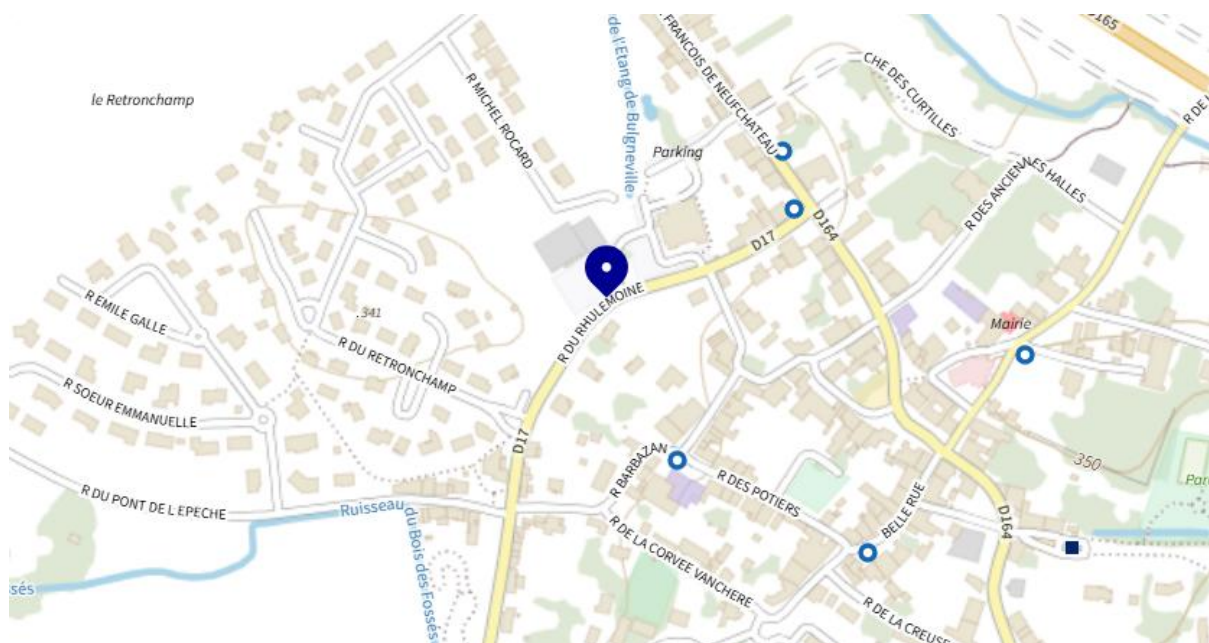 D165
de l'Etang de Bulgneville
FRANCOIS DE NEUFCHATEAU
CHE DES CURTILLES
le Retronchamp
R MICHEL ROCARD
Parking
R DES ANCIENNES HALLES
D17
D164
R DU RHULEMOINE
R EMILE GALLE
.341
Mairie
R DU RETRONCHAMP
R SOEUR EMMANUELLE
D17
R BARBAZAN
350
R DU PONT DE L EPECHE
R DES POTIERS
BELLE RUE
Ruisseau du Bois des Fossés
D164
R DE LA CORVEE VANCHERE
R DE LA CREUSE